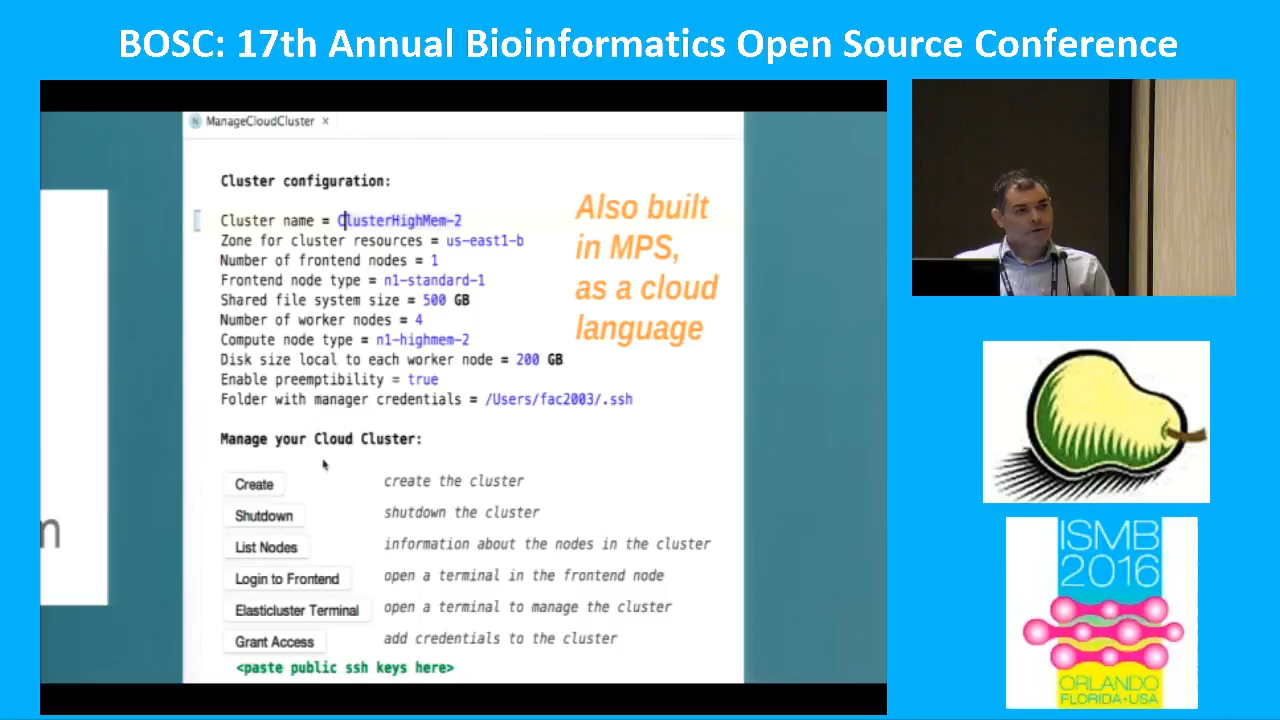 BOSC: 17th Annual Bioinformatics Open Source Conference
ManageCloudCluster ×
Cluster configuration:
Cluster name = ClusterHighMem-2
Zone for cluster resources = us-east1-b
Number of frontend nodes = 1
Frontend node type = n1-standard-1
Shared file system size = 500 GB
Number of worker nodes = 4
Compute node type = n1-highmem-2
Disk size local to each worker node = 200 GB
Enable preemptibility = true
Folder with manager credentials = /Users/fac2003/.ssh
Also built
in MPS,
as a cloud
language
Manage your Cloud Cluster:
Create create the cluster
Shutdown shutdown the cluster
List Nodes information about the nodes in the cluster
Login to Frontend open a terminal in the frontend node
Elasticluster Terminal open a terminal to manage the cluster
Grant Access add credentials to the cluster
<paste public ssh keys here>
ISMB
2016
ORLANDO
FLORIDA•USA